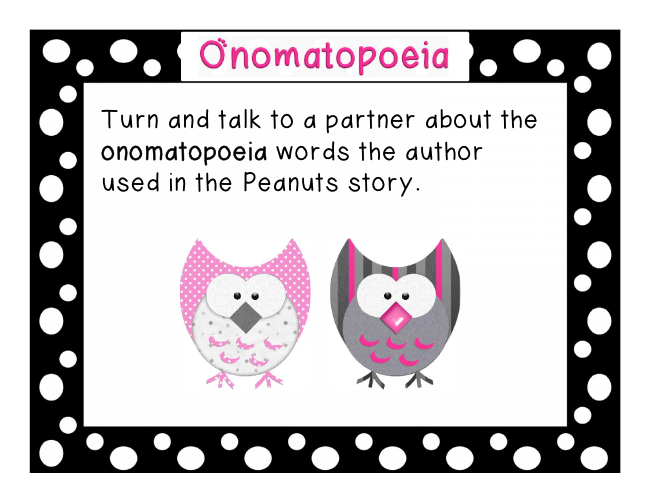 Onomatopoeia
Turn and talk to a partner about the
onomatopoeia words the author
used in the Peanuts story.